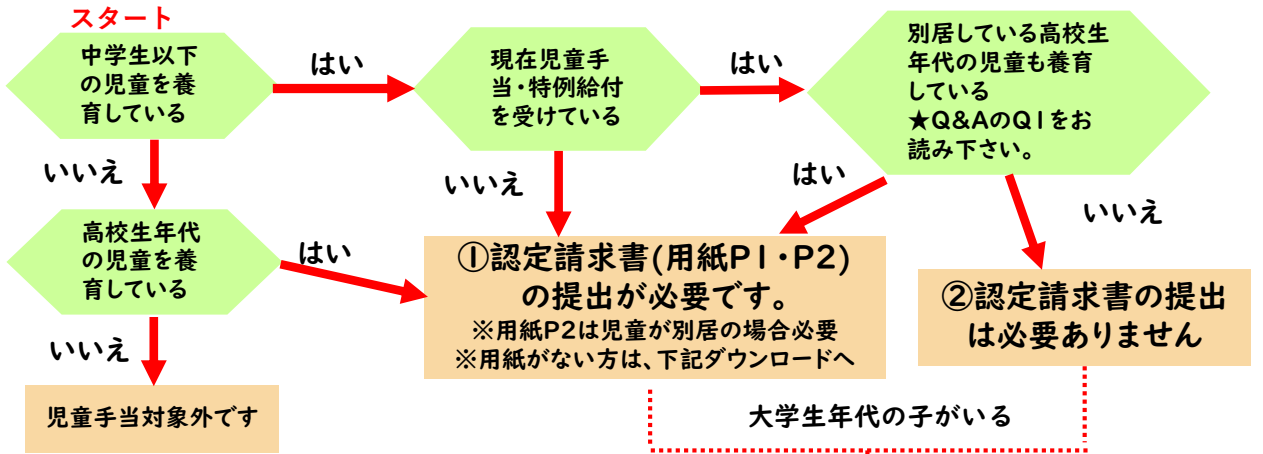 スタート
中学生以下
の児童を養
育している
はい
現在児童手
当・特例給付
を受けている
はい
別居している高校生
年代の児童も養育
している
★Q&AのQ1をお
読み下さい。
いいえ
いいえ
はい
いいえ
高校生年代
の児童を養
育している
はい
①認定請求書(用紙P1・P2)
の提出が必要です。
※用紙P2は児童が別居の場合必要
※用紙がない方は、下記ダウンロードへ
②認定請求書の提出
は必要ありません
いいえ
児童手当対象外です
大学生年代の子がいる